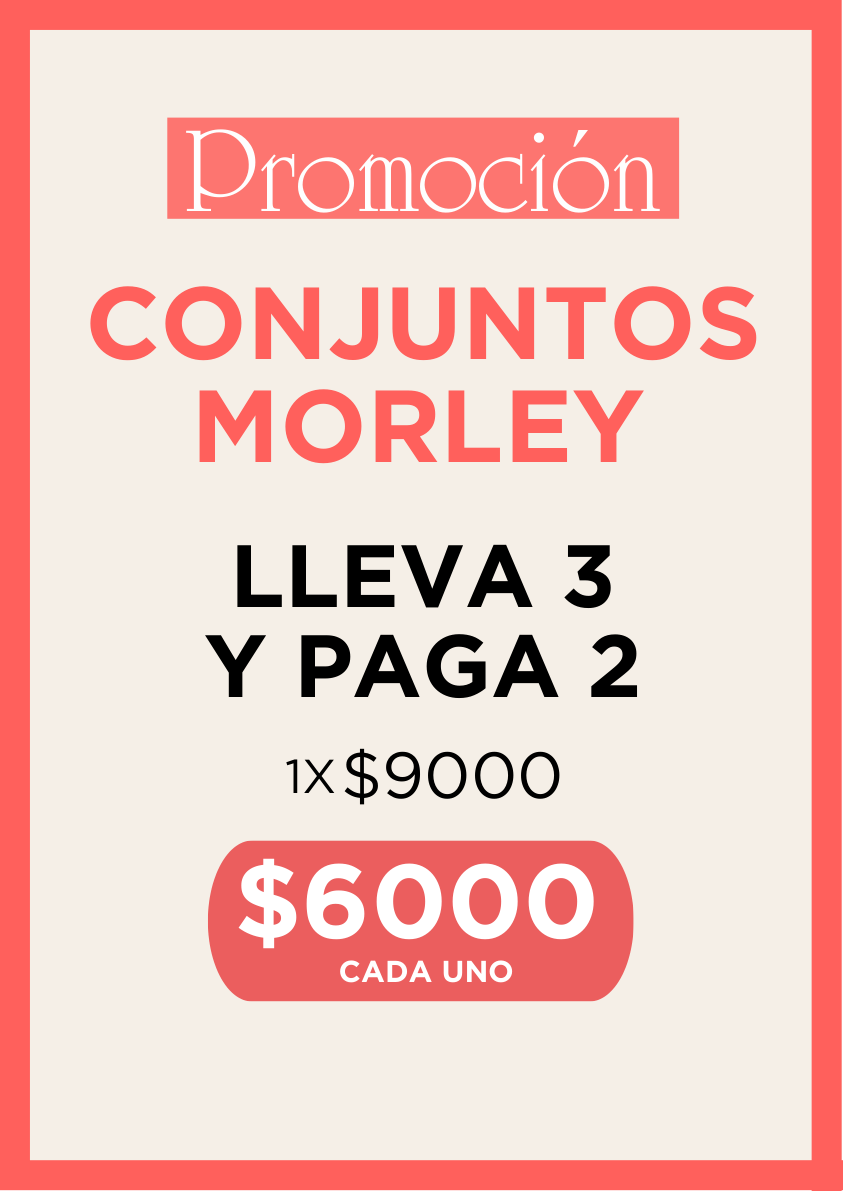 Promoción
CONJUNTOS
MORLEY
LLEVA 3
Y PAGA 2
1X $9000
$6000
CADA UNO